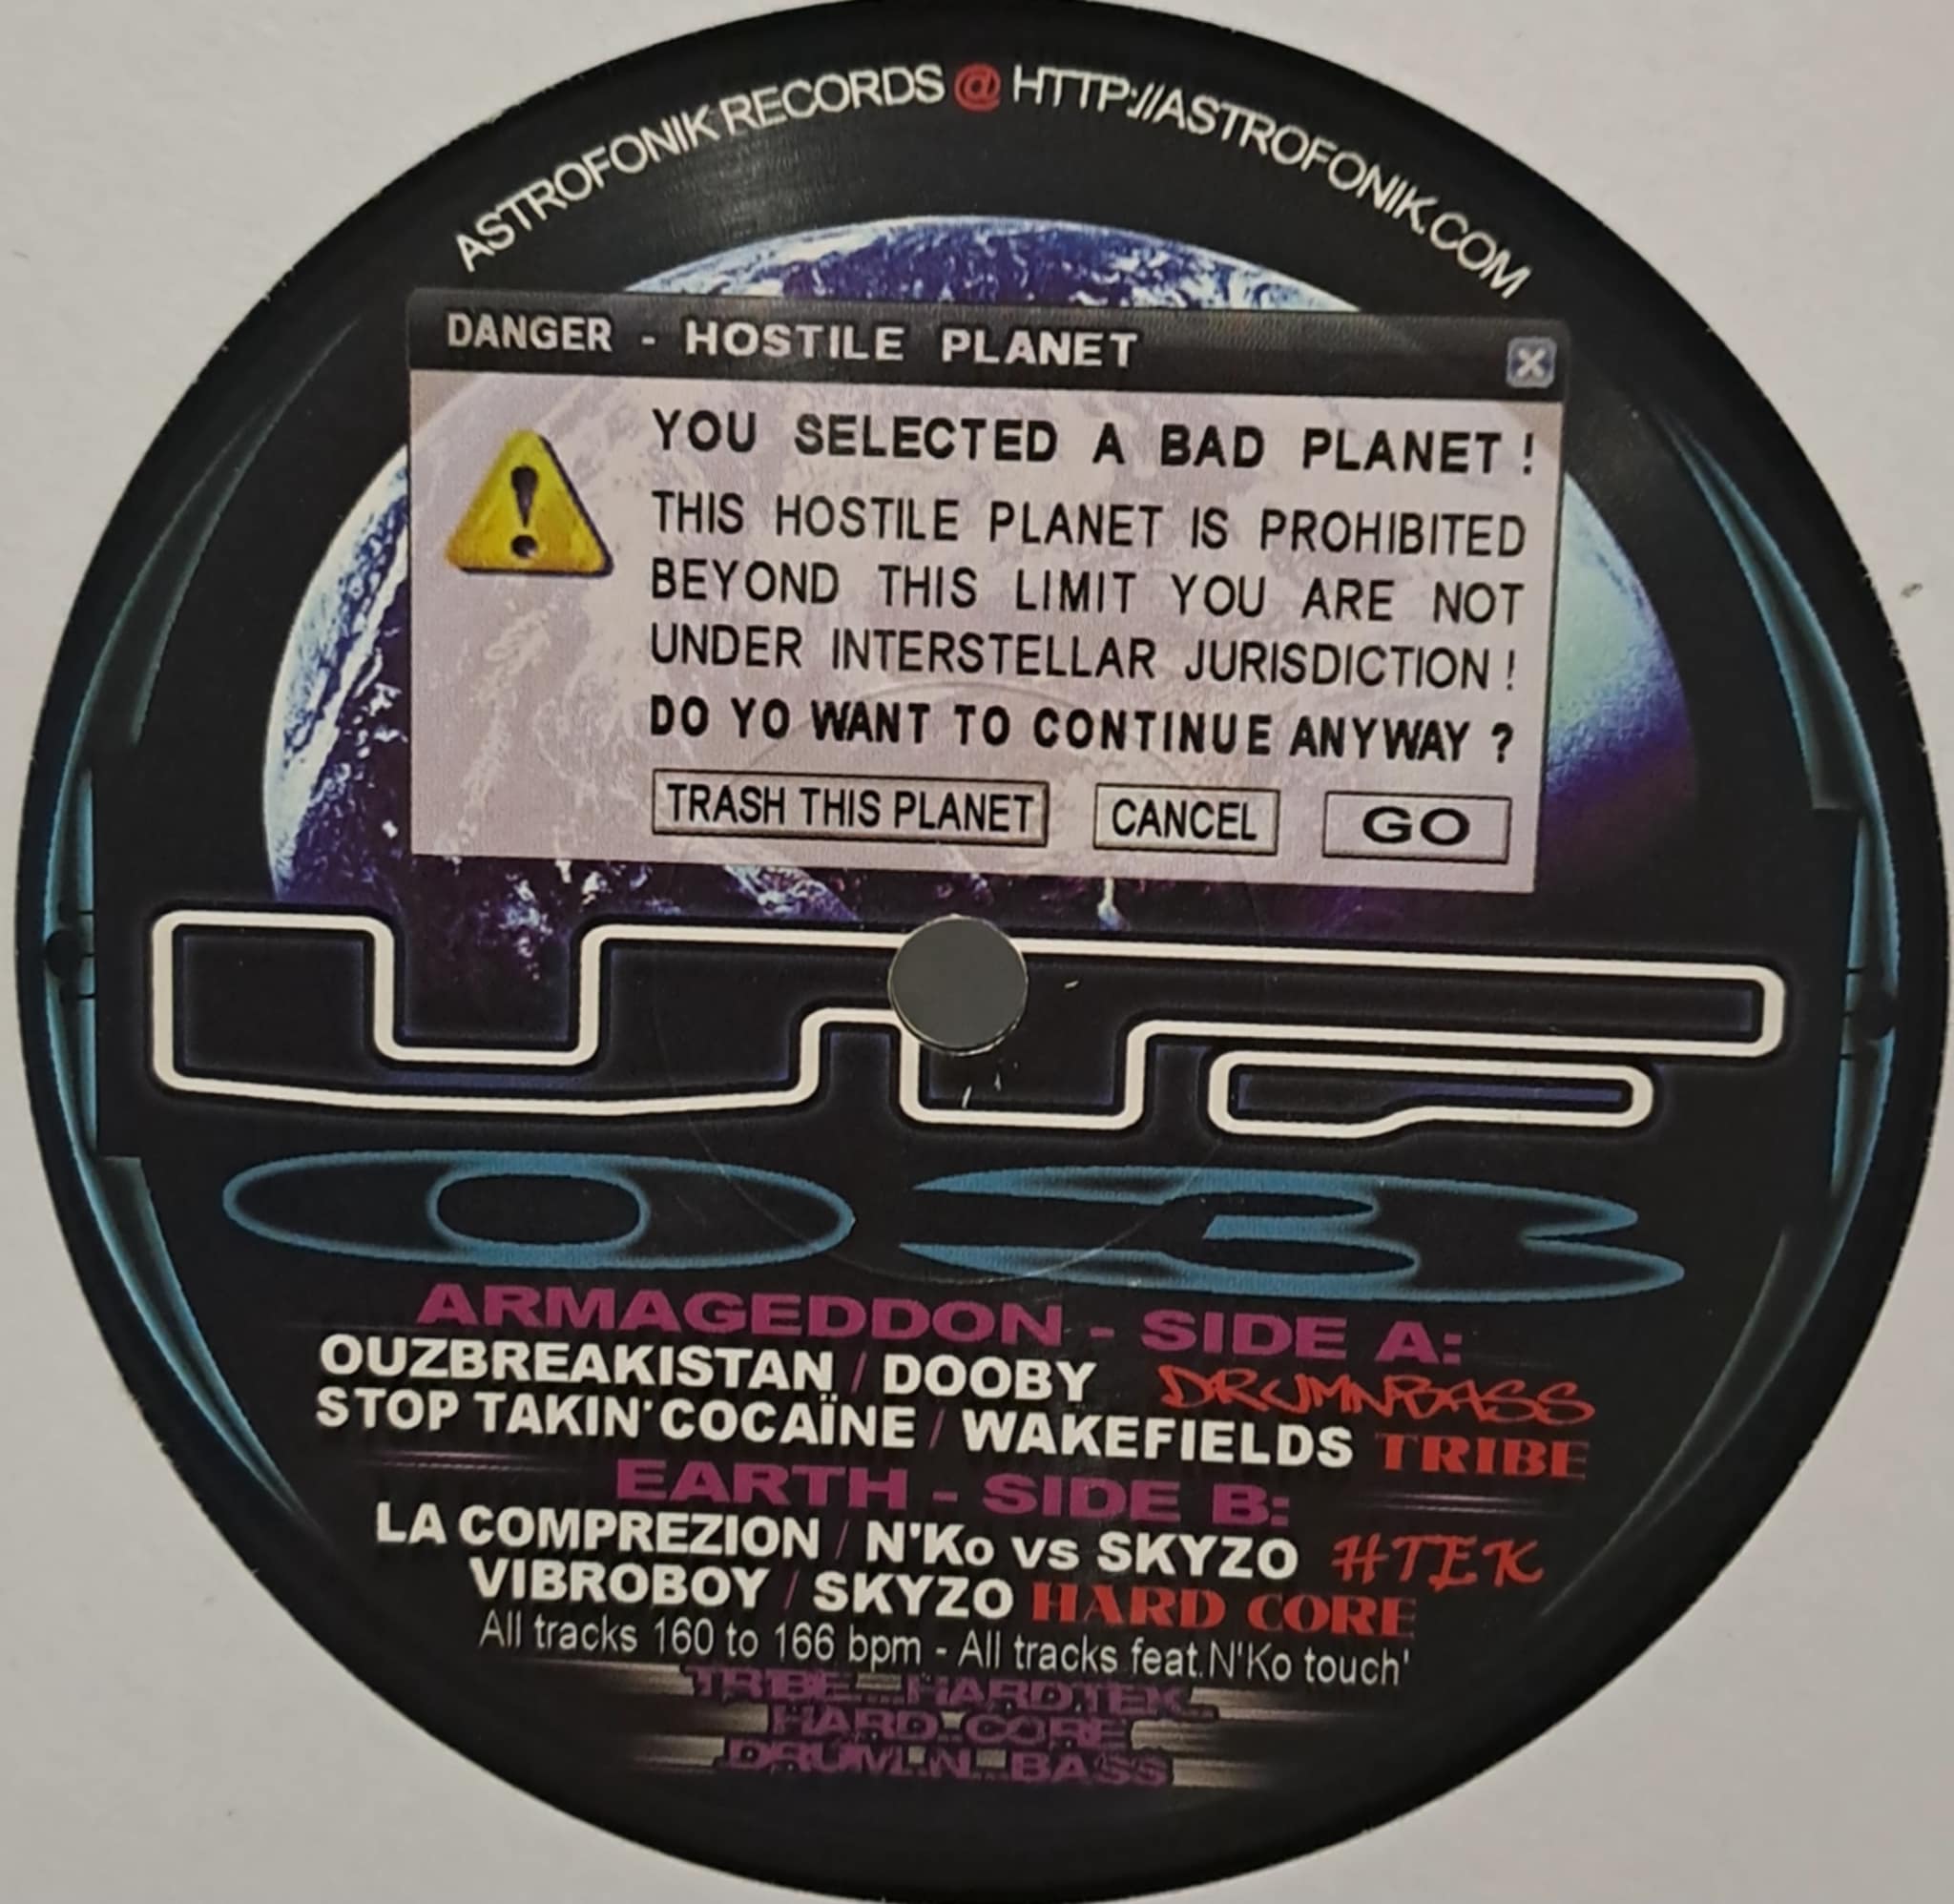 ASTROFONIK RECORDS @ HTTP://ASTROFONIK.COM
DANGER - HOSTILE PLANET
YOU SELECTED A BAD PLANET !
THIS HOSTILE PLANET IS PROHIBITED
BEYOND THIS LIMIT YOU ARE NOT
UNDER INTERSTELLAR JURISDICTION !
DO YO WANT TO CONTINUE ANYWAY ?
TRASH THIS PLANET CANCEL GO
03
ARMAGEDDON - SIDE A:
OUZBREAKISTAN / DOOBY DRUMNBASS
STOP TAKIN' COCAÏNE / WAKEFIELDS TRIBE
EARTH - SIDE B:
LA COMPREZION / N'Ko vs SKYZO HTEK
VIBROBOY / SKYZO HARD CORE
All tracks 160 to 166 bpm - All tracks feat.N'Ko touch'
TRIBE...HARDTEK..
HARD..CORE
.DRUM.N...BASS